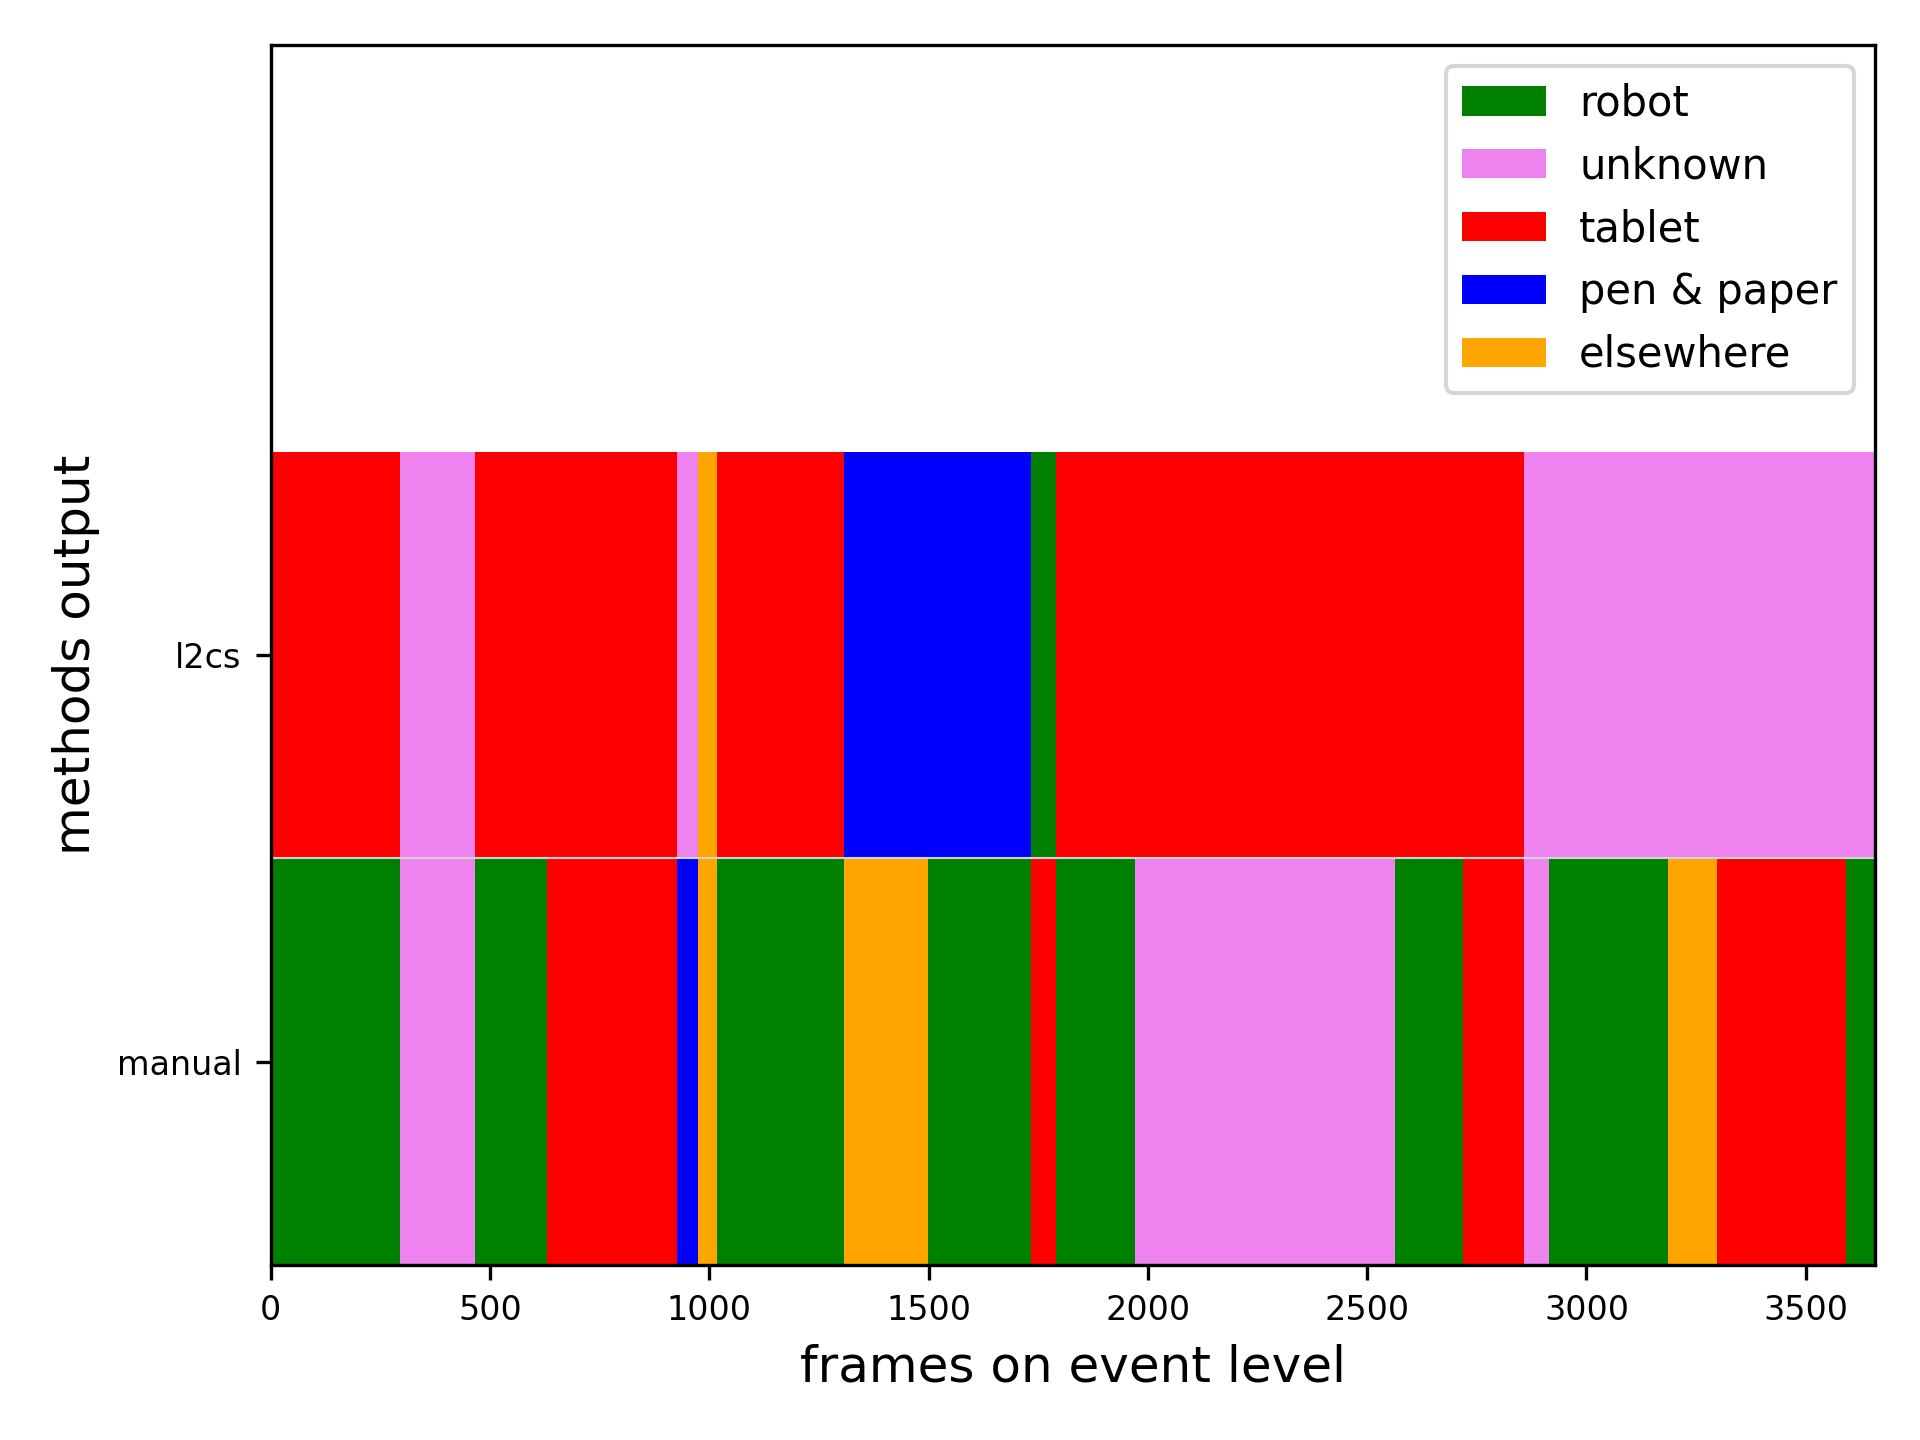 robot
unknown
tablet
pen & paper
elsewhere
methods output
l2cs
manual
0 500 1000 1500 2000 2500 3000 3500
frames on event level